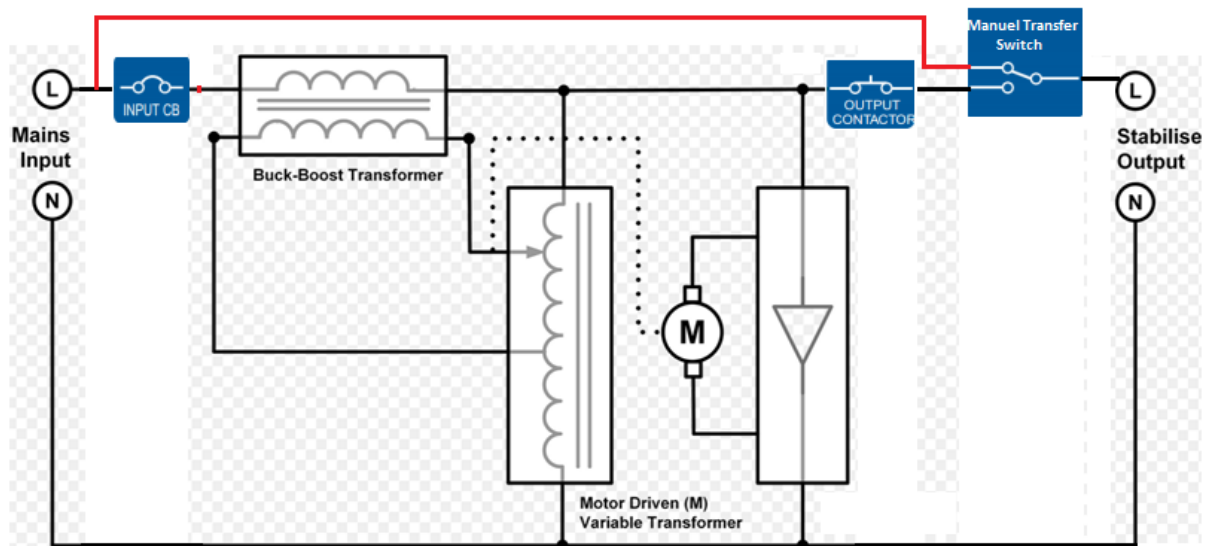 Manuel Transfer
Switch
L
INPUT CB
OUTPUT
CONTACTOR
L
Mains
Input
Buck-Boost Transformer
Stabilise
Output
N
N
M
Motor Driven (M)
Variable Transformer